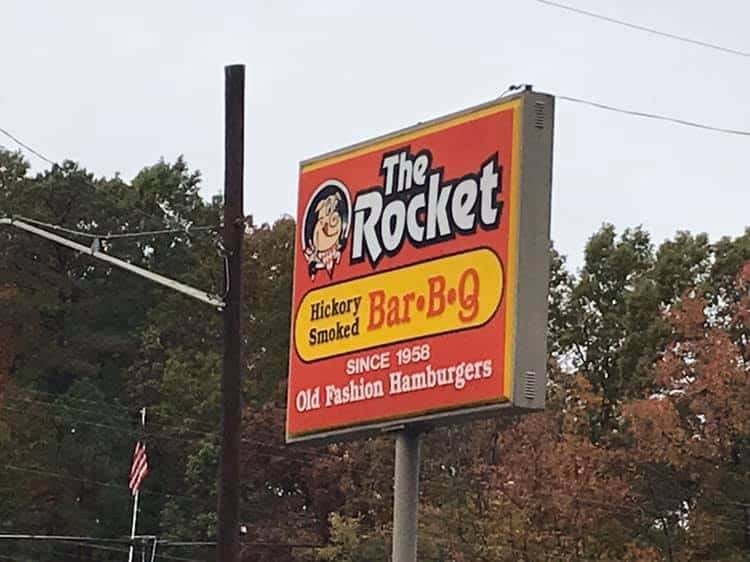 The
Rocket
Hickory
Smoked
Bar•B•Q
SINCE 1958
Old Fashion Hamburgers